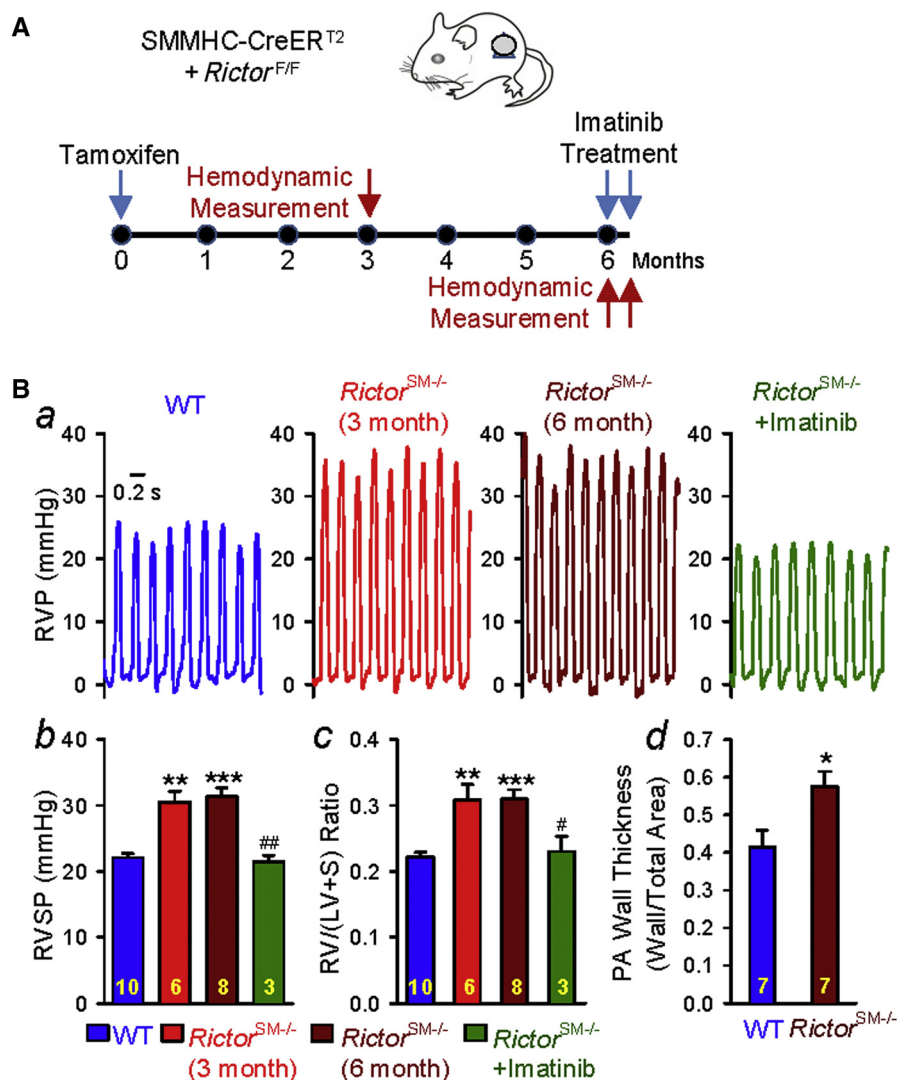 A
SMMHC-CreER^T2
+ Rictor^F/F
Imatinib
Treatment
Tamoxifen
Hemodynamic
Measurement
0 1 2 3 4 5 6 Months
Hemodynamic
Measurement
B
a
WT
Rictor^SM-/-
(3 month)
Rictor^SM-/-
(6 month)
Rictor^SM-/-
+Imatinib
RVP (mmHg)
40 40 40 40
30 30 30 30
20 20 20 20
10 10 10 10
0 0 0 0
0.2 s
b
RVSP (mmHg)
40
30
20
10
0
** *** ##
10 6 8 3
c
RV/(LV+S) Ratio
0.4
0.3
0.2
0.1
0.0
** *** #
10 6 8 3
d
PA Wall Thickness
(Wall/Total Area)
0.7
0.6
0.5
0.4
0.3
0.2
0.1
0.0
*
7 7
WT Rictor^SM-/-
WT
Rictor^SM-/-
(3 month)
Rictor^SM-/-
(6 month)
Rictor^SM-/-
+Imatinib